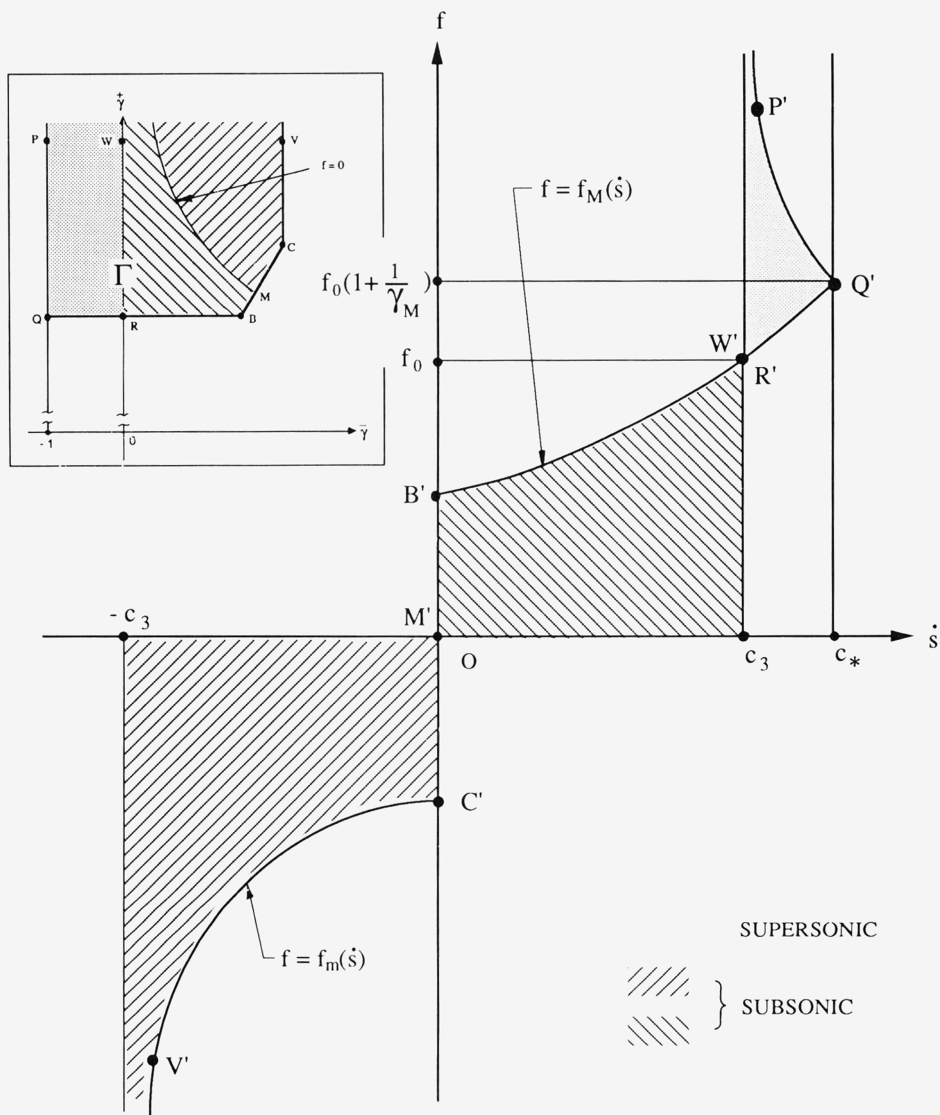 f
+
γ
P
W
V
f = 0
C
Γ
M
Q
R
B
- 1
0
γ̄
P'
f = f_M(ṡ)
f₀(1 + 1/γ_M)
Q'
W'
f₀
R'
B'
- c₃
M'
O
c₃
c_*
ṡ
C'
f = f_m(ṡ)
V'
SUPERSONIC
SUBSONIC